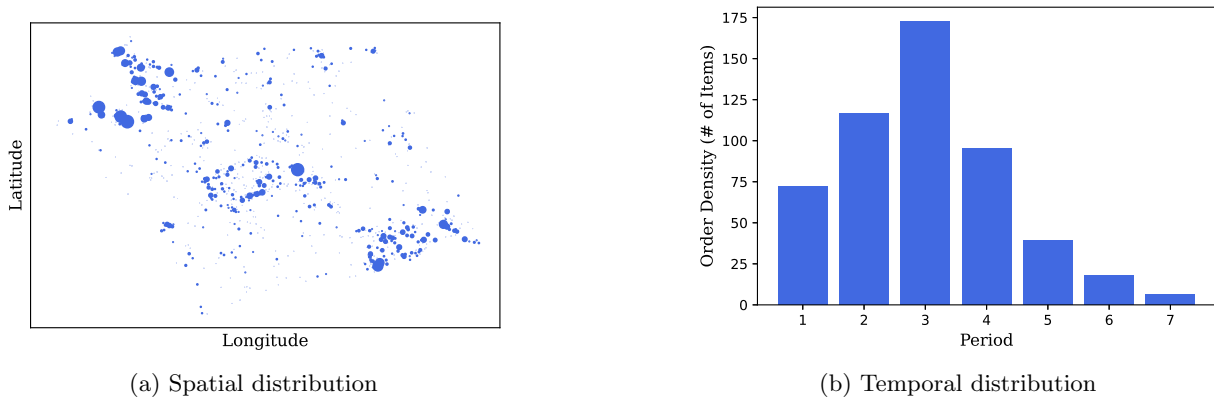 Latitude
Longitude
(a) Spatial distribution
Order Density (# of Items)
175
150
125
100
75
50
25
0
1 2 3 4 5 6 7
Period
(b) Temporal distribution